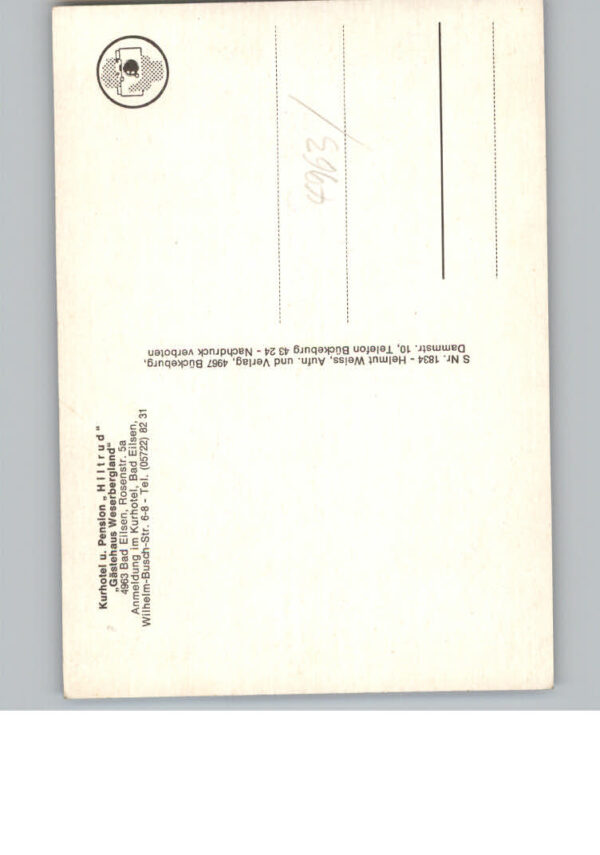 Kurhotel u. Pension „Hiltrud“
„Gästehaus Weserbergland“
4963 Bad Eilsen, Rosenstr. 5a
Anmeldung im Kurhotel, Bad Eilsen,
Wilhelm-Busch-Str. 6-8 - Tel. (05722) 82 31
S Nr. 1834 - Helmut Weiss, Aufn. und Verlag, 4967 Bückeburg,
Dammstr. 10, Telefon Bückeburg 43 24 - Nachdruck verboten